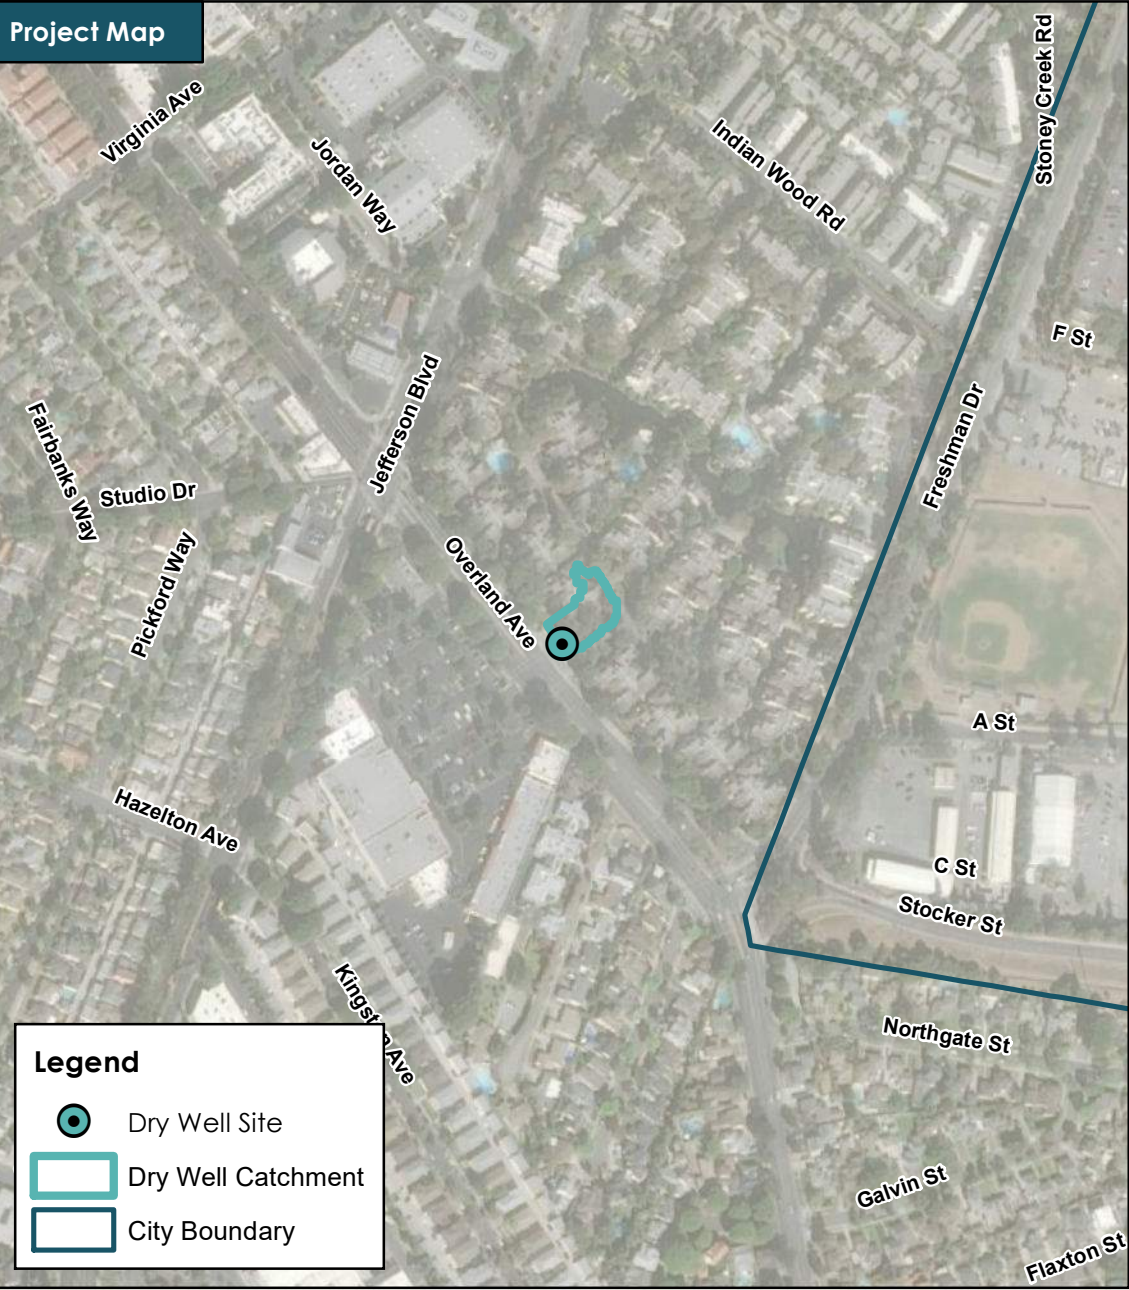 Project Map
Stoney Creek Rd
Virginia Ave
Jordan Way
Indian Wood Rd
F St
Jefferson Blvd
Freshman Dr
Fairbanks Way
Studio Dr
Pickford Way
Overland Ave
A St
Hazelton Ave
C St
Stocker St
Kingston Ave
Northgate St
Galvin St
Flaxton St
Legend
Dry Well Site
Dry Well Catchment
City Boundary